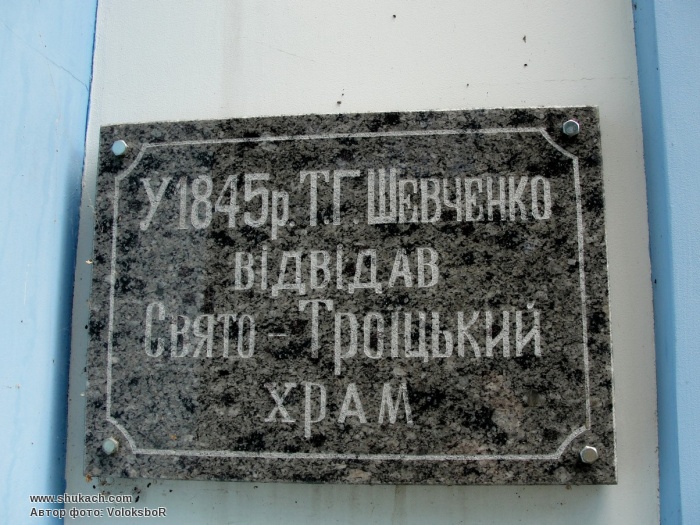 У 1845р. Т.Г. Шевченко
відвідав
Свято - Троїцький
храм
www.shukach.com
Автор фото: VoloksboR